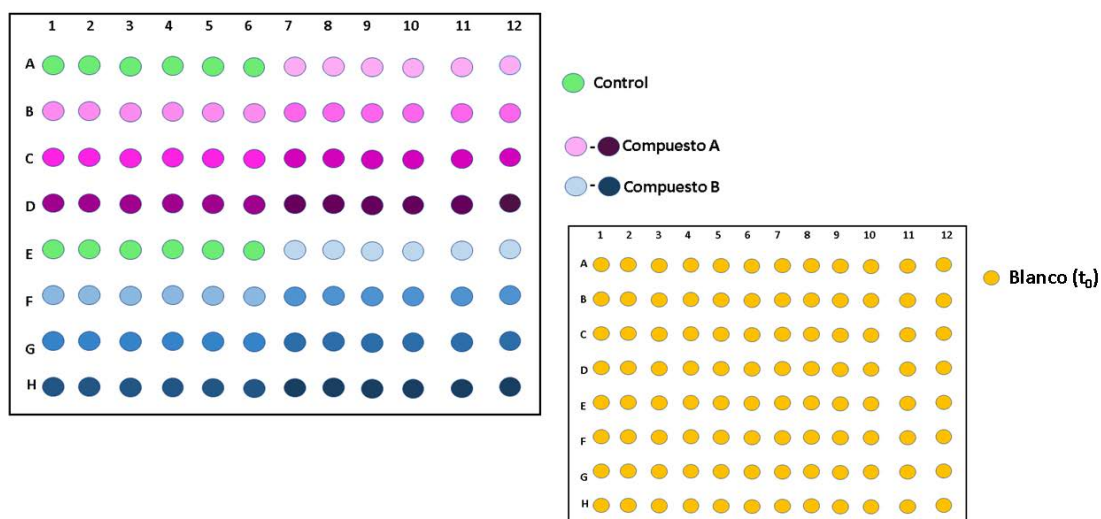 1 2 3 4 5 6 7 8 9 10 11 12
A
B
C
D
E
F
G
H
Control
- Compuesto A
- Compuesto B
1 2 3 4 5 6 7 8 9 10 11 12
A
B
C
D
E
F
G
H
Blanco (t₀)